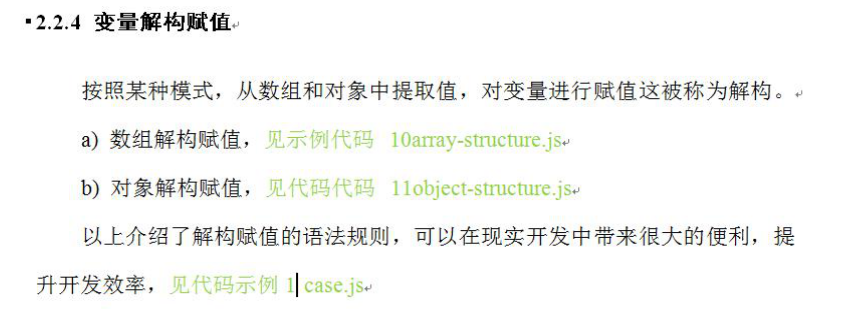 2.2.4 变量解构赋值
按照某种模式，从数组和对象中提取值，对变量进行赋值这被称为解构。
a) 数组解构赋值，见示例代码 10array-structure.js
b) 对象解构赋值，见代码代码 11object-structure.js
以上介绍了解构赋值的语法规则，可以在现实开发中带来很大的便利，提
升开发效率，见代码示例 1 case.js